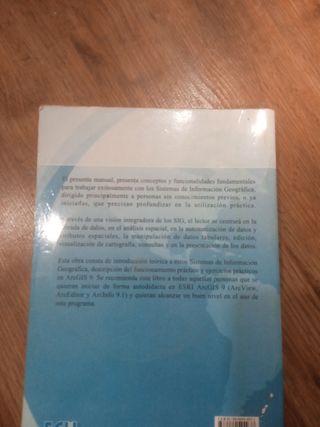 El presente manual, presenta conceptos y funcionalidades fundamentales
para trabajar exitosamente con los Sistemas de Información Geográfica,
dirigido principalmente a personas sin conocimientos previos, o ya
iniciadas, que precisan profundizar en la utilización práctica.
A través de una visión integradora de los SIG, el lector se centrará en la
entrada de datos, en el análisis espacial, en la automatización de datos y
atributos espaciales, la manipulación de datos tabulares, edición,
visualización de cartografía, consultas y en la presentación de los datos.
Esta obra consta de introducción teórica a estos Sistemas de Información
Geográfica, descripción del funcionamiento práctico y ejercicios prácticos
en ArcGIS 9. Se recomienda este libro a todas aquellas personas que se
quieran iniciar de forma autodidacta en ESRI ArcGIS 9 (ArcView,
ArcEditor y ArcInfo 9.1) y quieran alcanzar un buen nivel en el uso de
este programa.